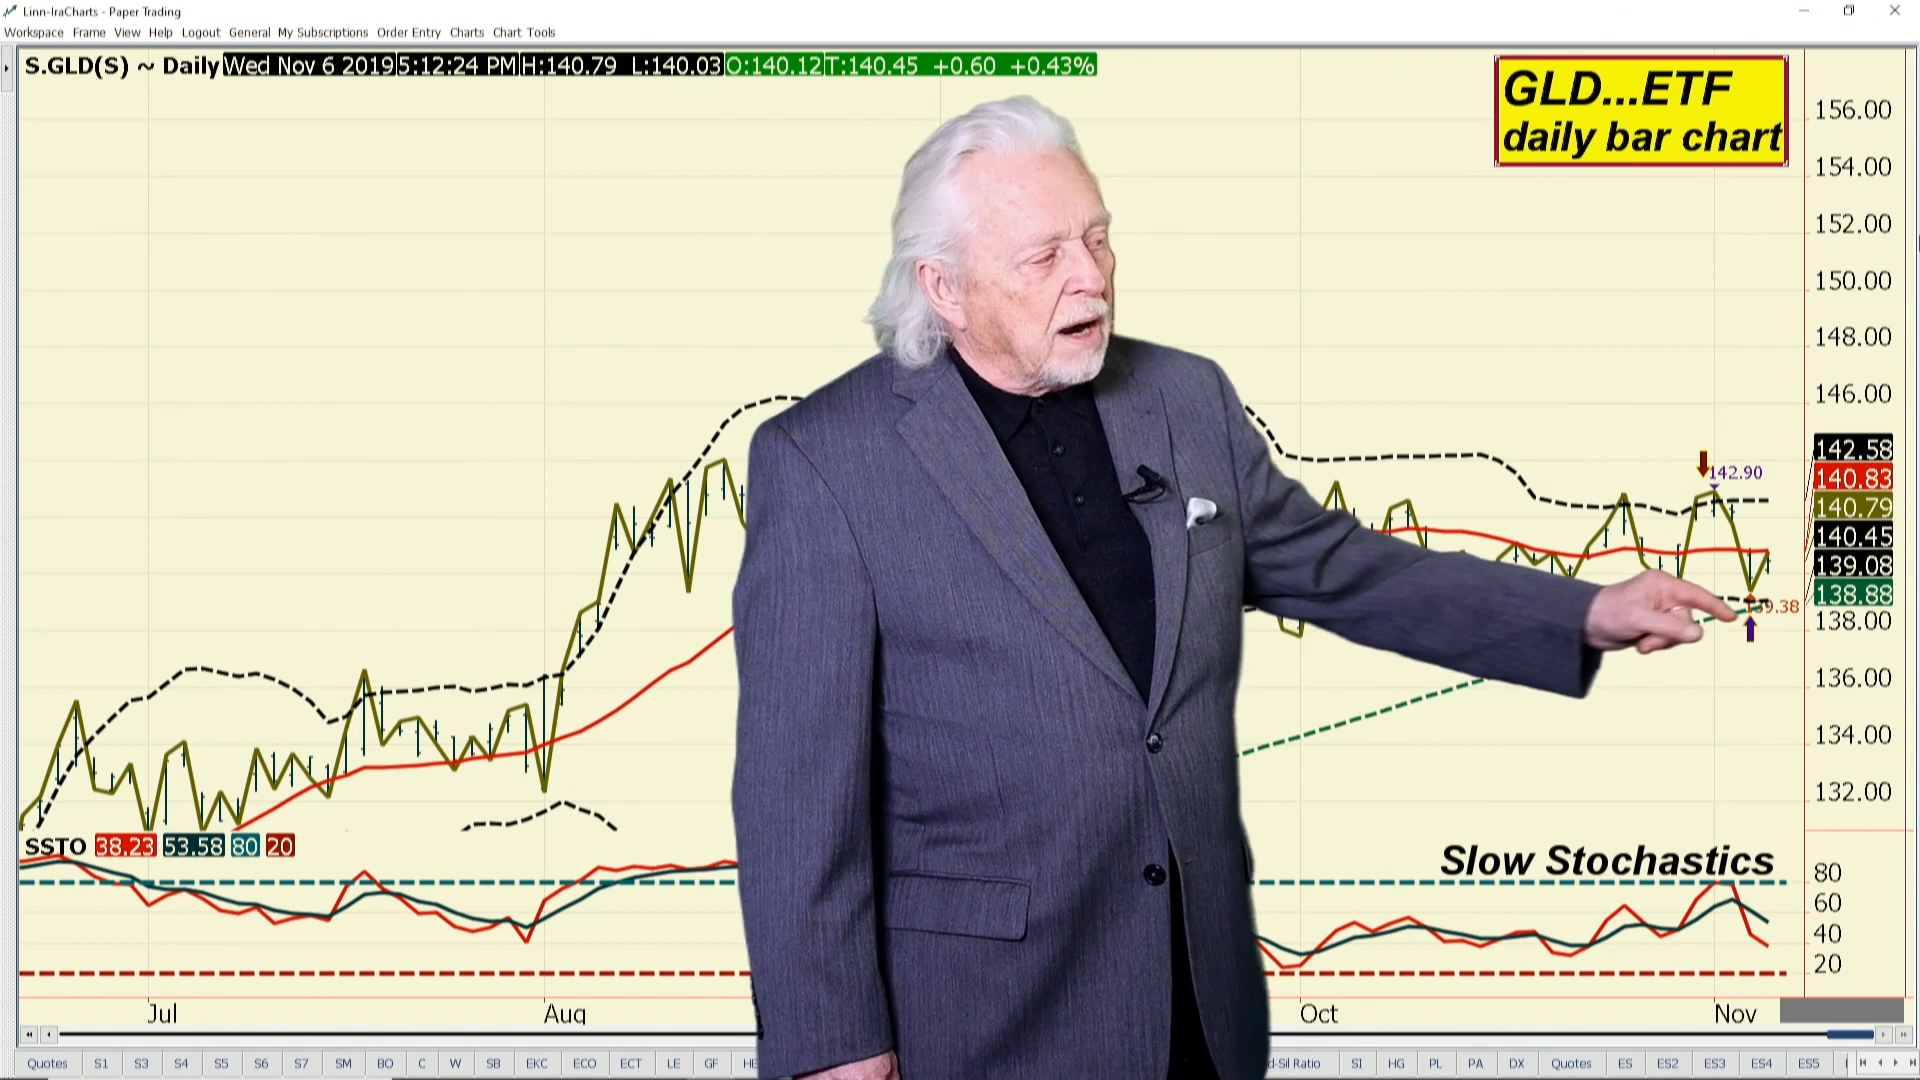 Linn-IraCharts - Paper Trading
Workspace Frame View Help Logout General My Subscriptions Order Entry Charts Chart Tools
S.GLD(S) ~ Daily Wed Nov 6 2019 5:12:24 PM H:140.79 L:140.03 O:140.12 T:140.45 +0.60 +0.43%
GLD...ETF
daily bar chart
156.00
154.00
152.00
150.00
148.00
146.00
142.58
142.90
140.83
140.79
140.45
139.08
138.88
138.00
136.00
134.00
132.00
SSTO 38.23 53.58 80 20
Slow Stochastics
80
60
40
20
Jul Aug Oct Nov
Quotes S1 S3 S4 S5 S6 S7 SM BO C W SB EKC ECO ECT LE GF d-Sil Ratio SI HG PL PA DX Quotes ES ES2 ES3 ES4 ES5